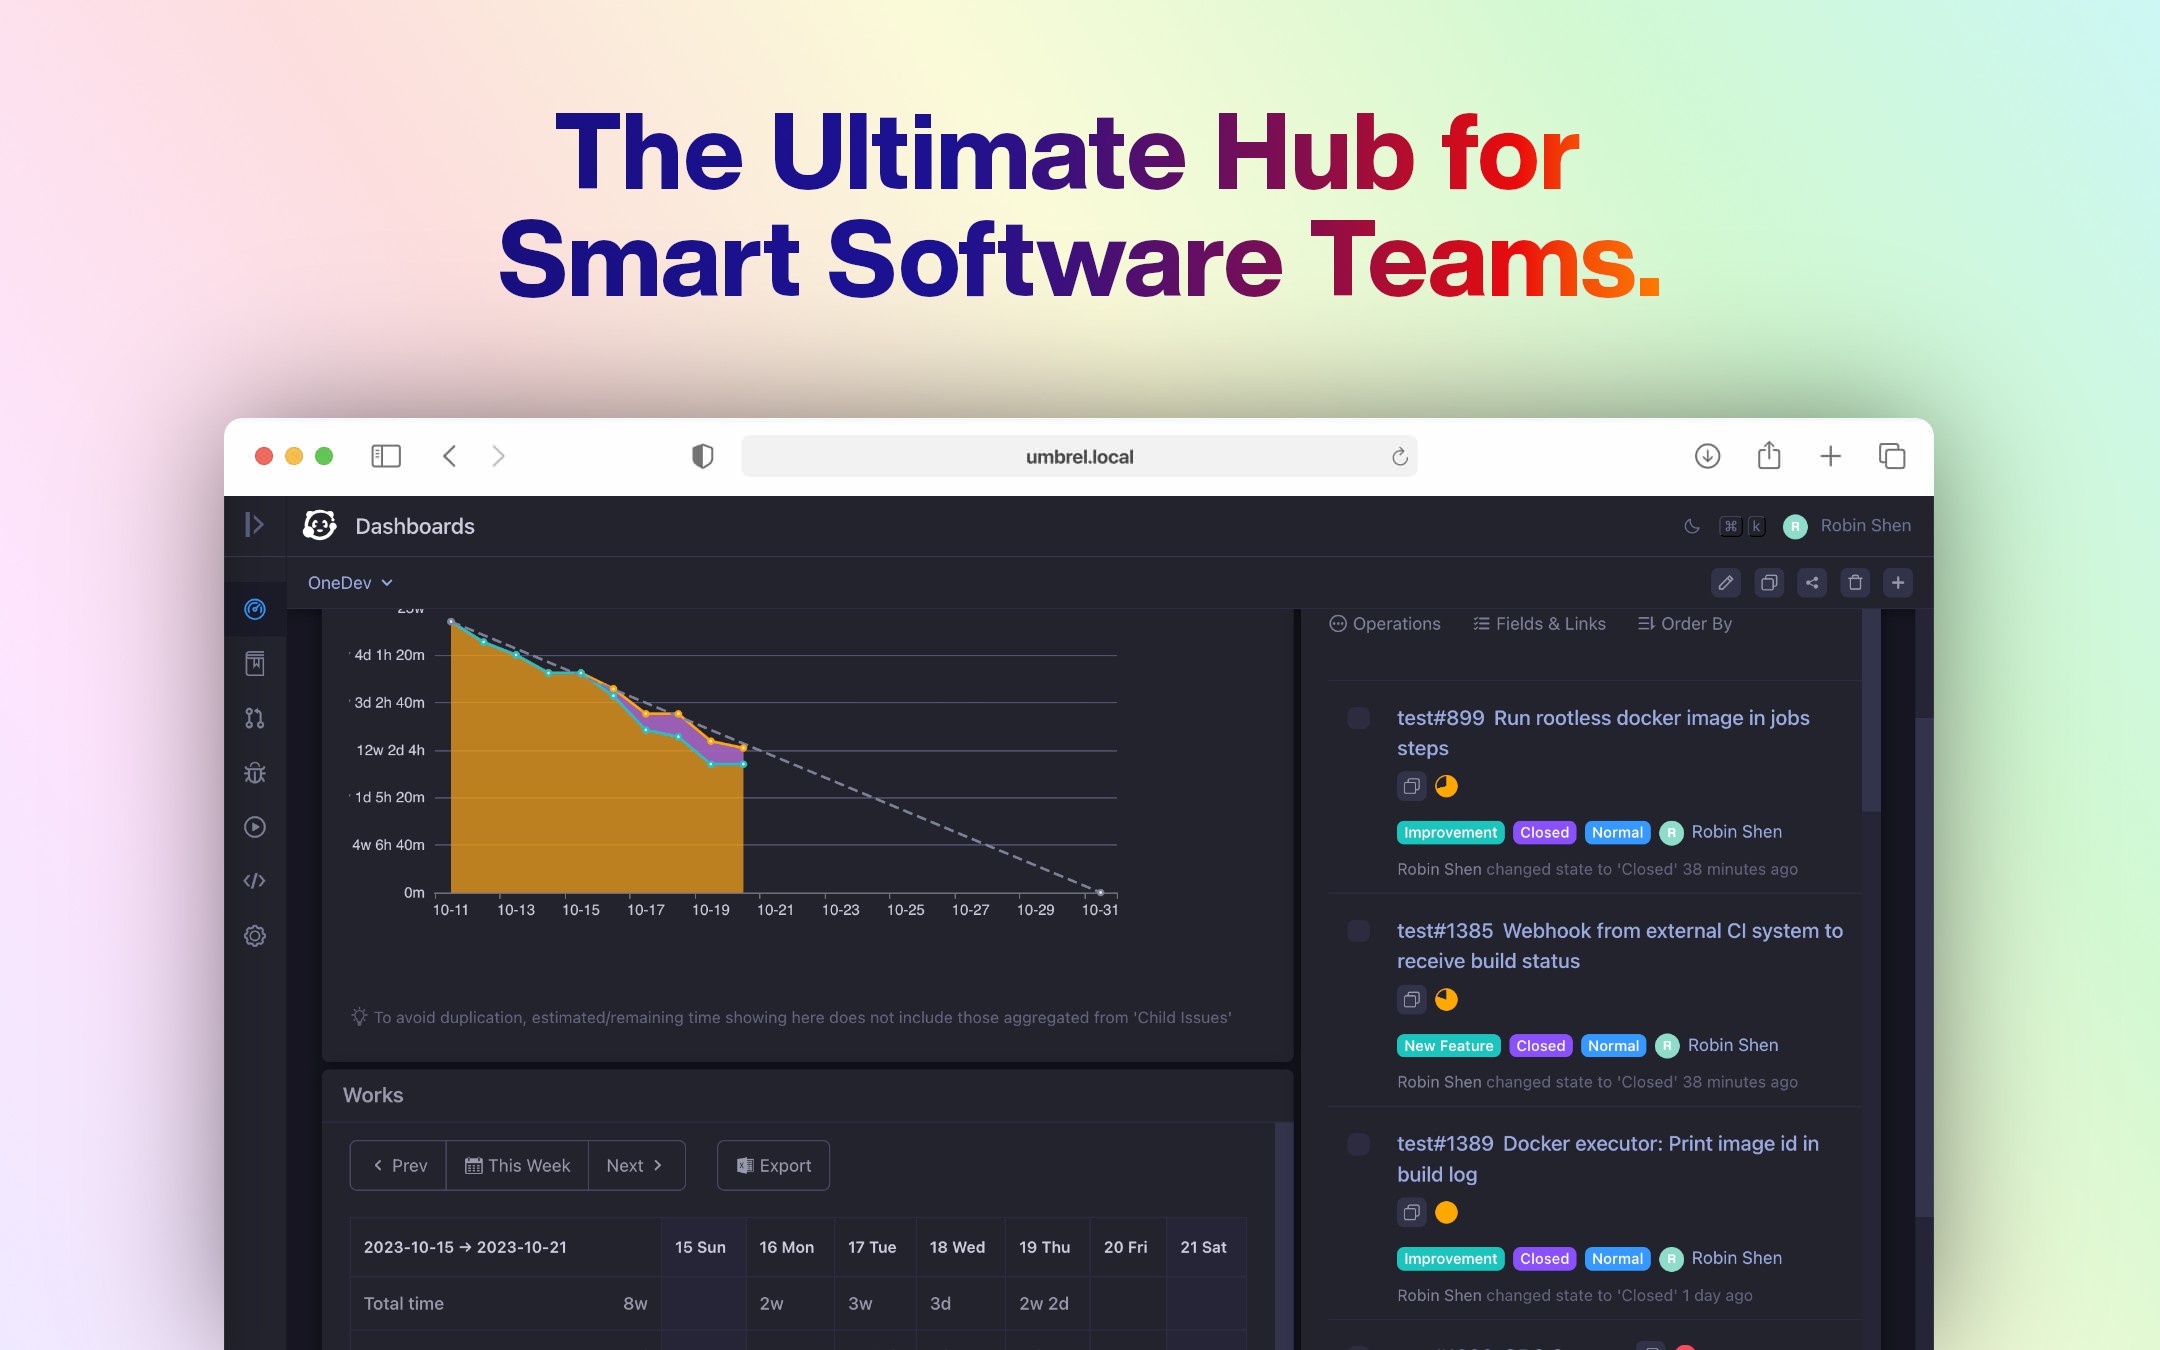 The Ultimate Hub for
Smart Software Teams.
umbrel.local
Dashboards
⌘ k R Robin Shen
OneDev
4d 1h 20m
3d 2h 40m
12w 2d 4h
1d 5h 20m
4w 6h 40m
0m
10-11 10-13 10-15 10-17 10-19 10-21 10-23 10-25 10-27 10-29 10-31
To avoid duplication, estimated/remaining time showing here does not include those aggregated from 'Child Issues'
Works
Prev This Week Next Export
2023-10-15 → 2023-10-21 15 Sun 16 Mon 17 Tue 18 Wed 19 Thu 20 Fri 21 Sat
Total time 8w 2w 3w 3d 2w 2d
Operations Fields & Links Order By
test#899 Run rootless docker image in jobs
steps
Improvement Closed Normal R Robin Shen
Robin Shen changed state to 'Closed' 38 minutes ago
test#1385 Webhook from external CI system to
receive build status
New Feature Closed Normal R Robin Shen
Robin Shen changed state to 'Closed' 38 minutes ago
test#1389 Docker executor: Print image id in
build log
Improvement Closed Normal R Robin Shen
Robin Shen changed state to 'Closed' 1 day ago